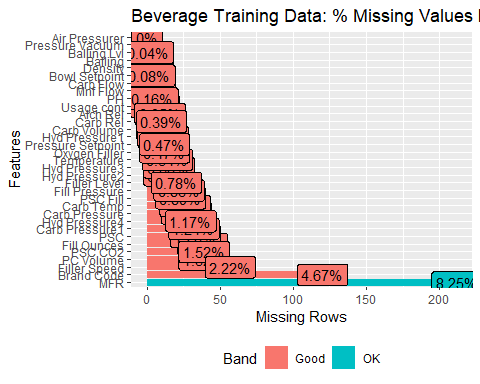 Beverage Training Data: % Missing Values
Features
Air Pressurer
Pressure Vacuum
Balling Lvl
Balling
Density
Bowl Setpoint
Carb Flow
Mnf Flow
PH
Usage cont
Alch Rel
Carb Rel
Carb Volume
Hyd Pressure1
Pressure Setpoint
Oxygen Filler
Temperature
Hyd Pressure3
Hyd Pressure2
Filler Level
Fill Pressure
PSC Fill
Carb Temp
Carb Pressure
Hyd Pressure4
Carb Pressure1
PSC
Fill Ounces
PSC CO2
PC Volume
Filler Speed
Brand Code
MFR
0%
0.04%
0.08%
0.16%
0.39%
0.47%
0.78%
1.17%
1.52%
2.22%
4.67%
8.25%
0 50 100 150 200
Missing Rows
Band Good OK